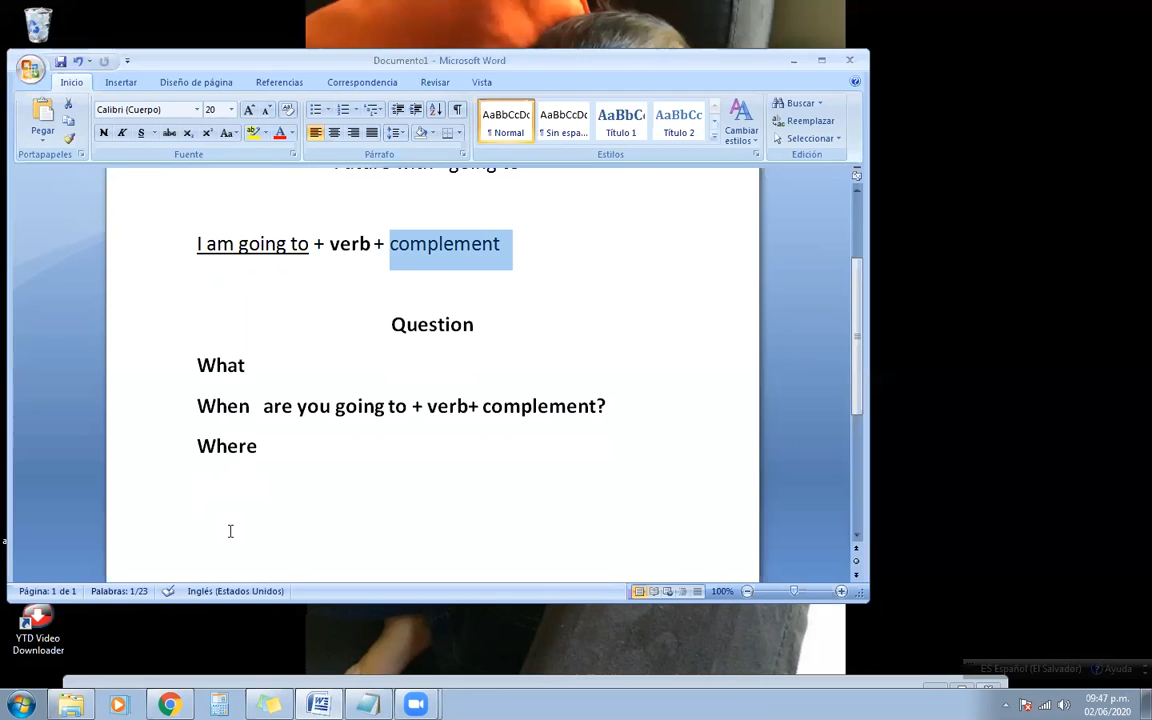 Documento1 - Microsoft Word
Inicio Insertar Diseño de página Referencias Correspondencia Revisar Vista
Pegar
Calibri (Cuerpo) 20
AaBbCcDc AaBbCcDc AaBbC AaBbCc
¶ Normal ¶ Sin espa... Título 1 Título 2
Cambiar estilos
Buscar
Reemplazar
Seleccionar
Portapapeles Fuente Párrafo Estilos Edición
going to
I am going to + verb + complement
Question
What
When are you going to + verb+ complement?
Where
Página: 1 de 1 Palabras: 1/23 Inglés (Estados Unidos) 100%
YTD Video
Downloader
ES Español (El Salvador) Ayuda
09:47 p.m.
02/06/2020